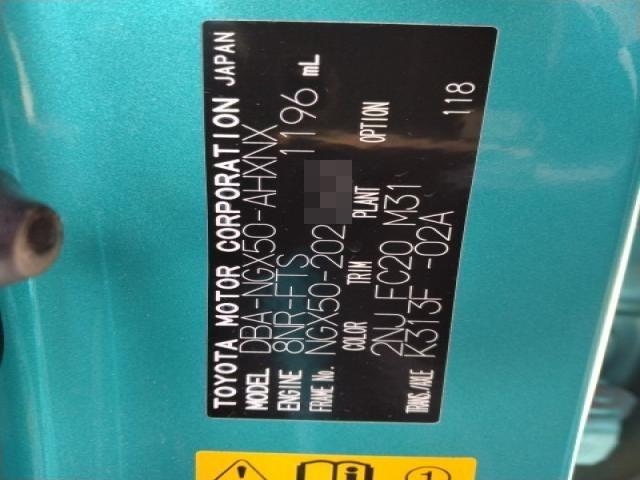 TOYOTA MOTOR CORPORATION JAPAN
MODEL DBA-NGX50-AHXNX
ENGINE 8NR-FTS 1196 mL
FRAME No. NGX50-202
COLOR TRIM PLANT OPTION
2NJ FC20 M31
TRANS./AXLE K313F -02A 118